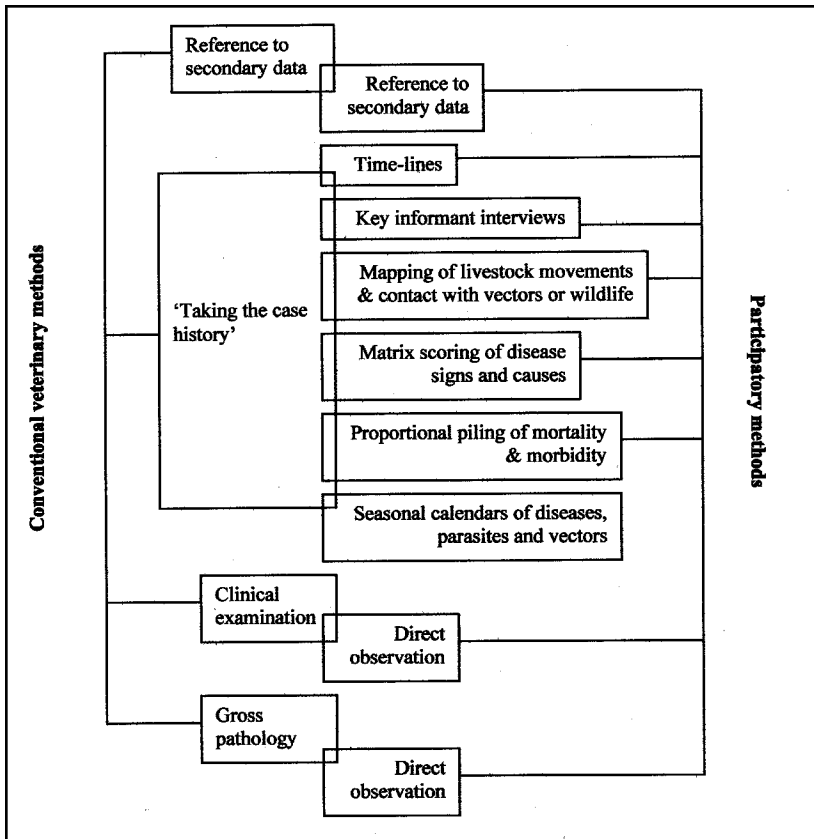 Reference to
secondary data
Reference to
secondary data
Time-lines
Key informant interviews
Mapping of livestock movements
& contact with vectors or wildlife
‘Taking the case
history’
Matrix scoring of disease
signs and causes
Proportional piling of mortality
& morbidity
Seasonal calendars of diseases,
parasites and vectors
Clinical
examination
Direct
observation
Gross
pathology
Direct
observation
Conventional veterinary methods
Participatory methods